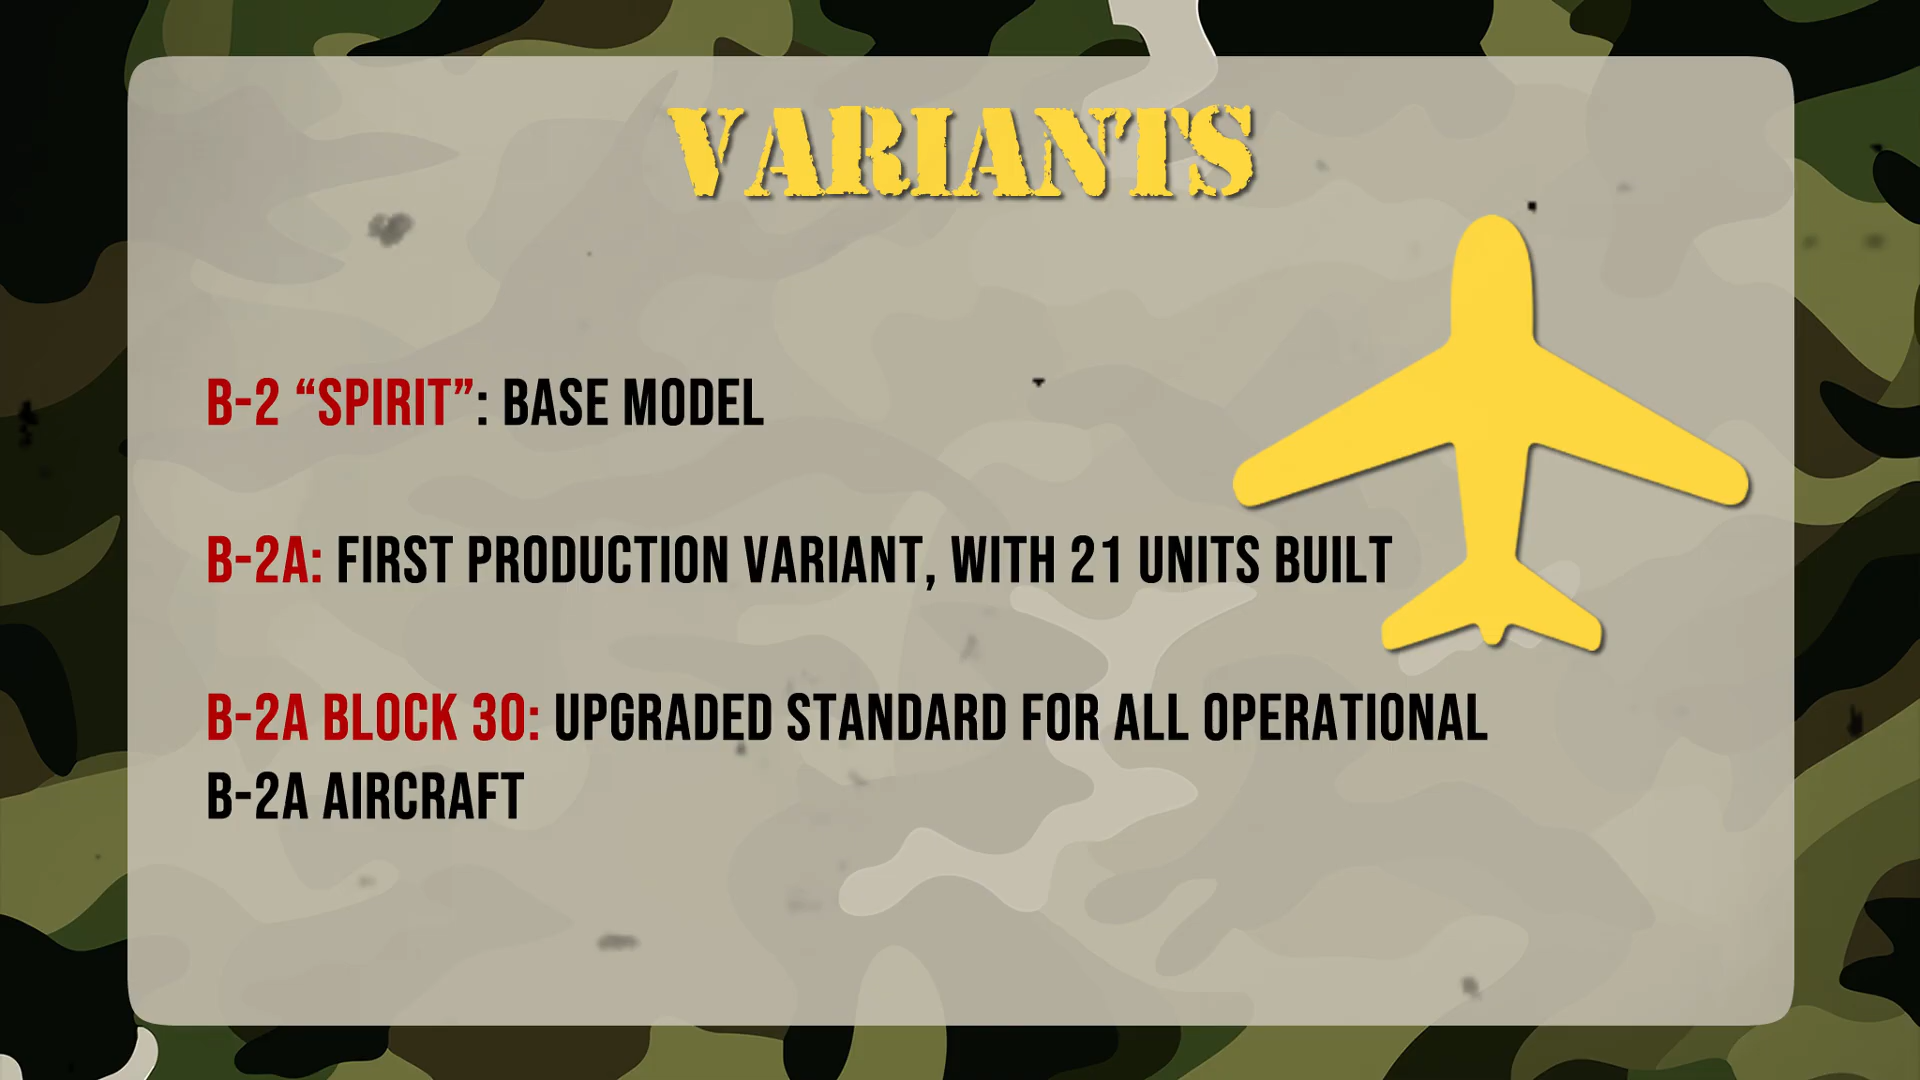 VARIANTS
B-2 “SPIRIT”: BASE MODEL
B-2A: FIRST PRODUCTION VARIANT, WITH 21 UNITS BUILT
B-2A BLOCK 30: UPGRADED STANDARD FOR ALL OPERATIONAL
B-2A AIRCRAFT